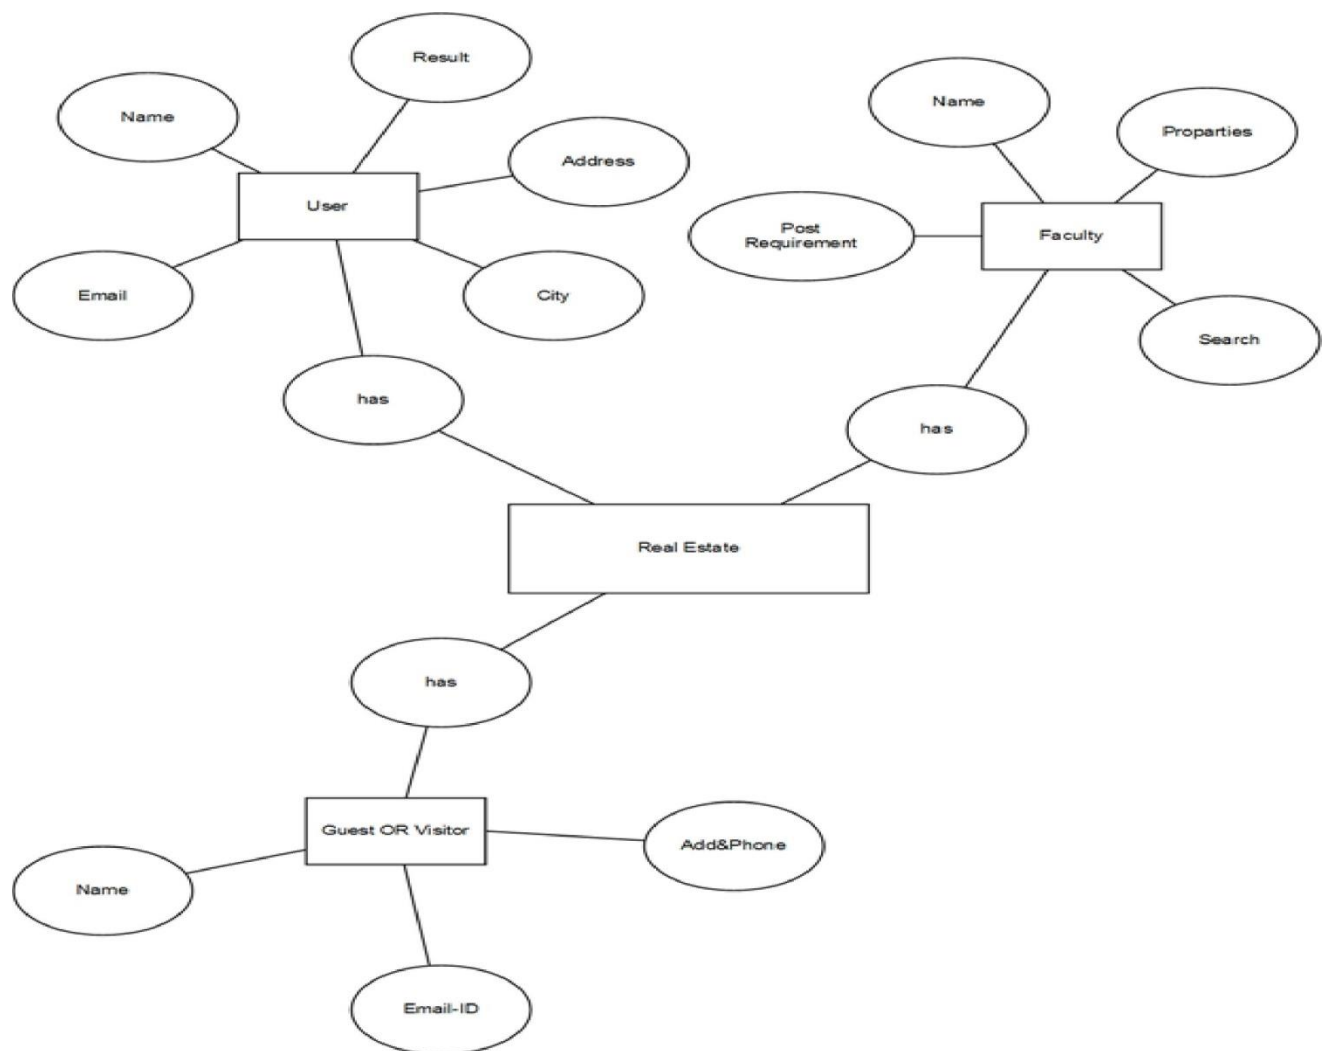 Result
Name
Name
Proparties
Address
User
Post
Requirement
Faculty
Email
City
Search
has
has
Real Estate
has
Guest OR Visitor
Add&Phone
Name
Email-ID